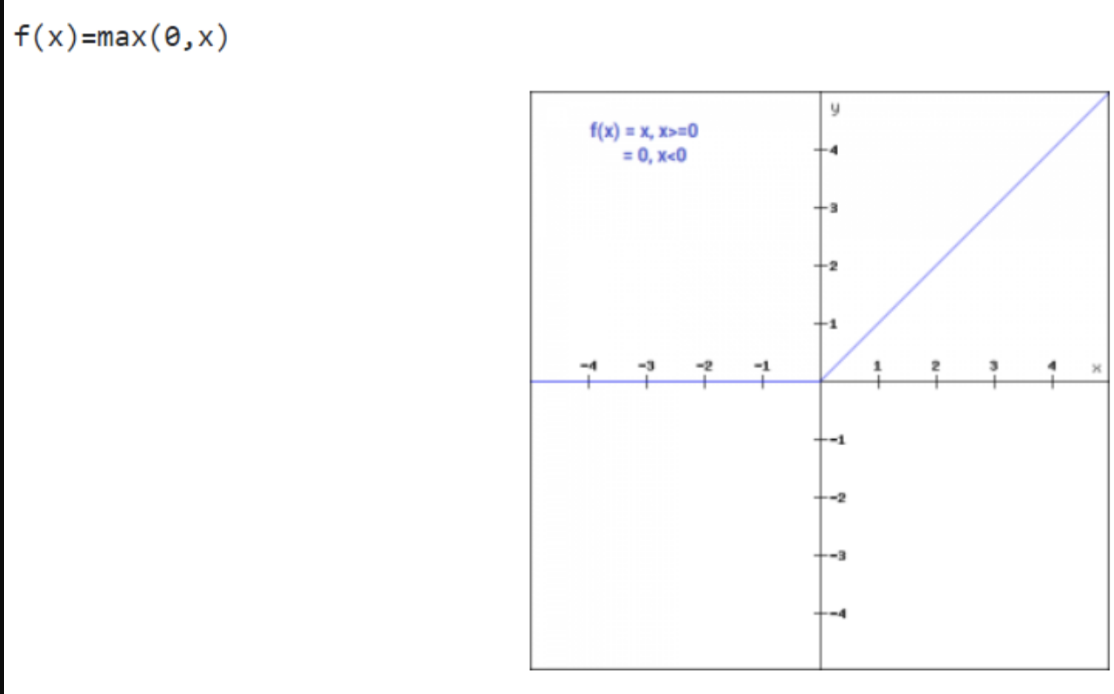 f(x)=max(0,x)
y
f(x) = x, x>=0
= 0, x<0
4
3
2
1
-4 -3 -2 -1 1 2 3 4 x
-1
-2
-3
-4